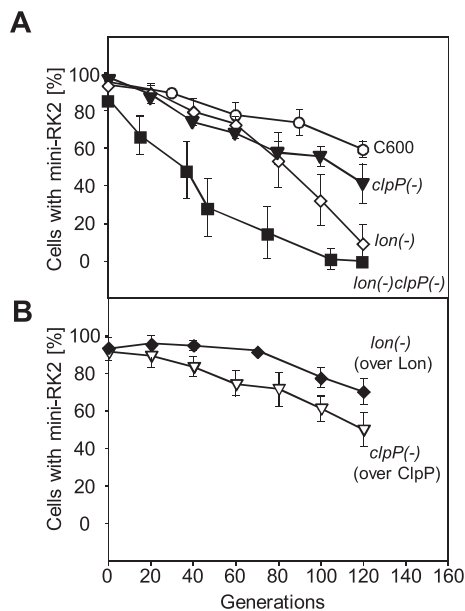 A
Cells with mini-RK2 [%]
100
80
60
40
20
0
C600
clpP(-)
lon(-)
lon(-)clpP(-)
B
Cells with mini-RK2 [%]
100
80
60
40
20
0
lon(-)
(over Lon)
clpP(-)
(over ClpP)
0 20 40 60 80 100 120 140 160
Generations